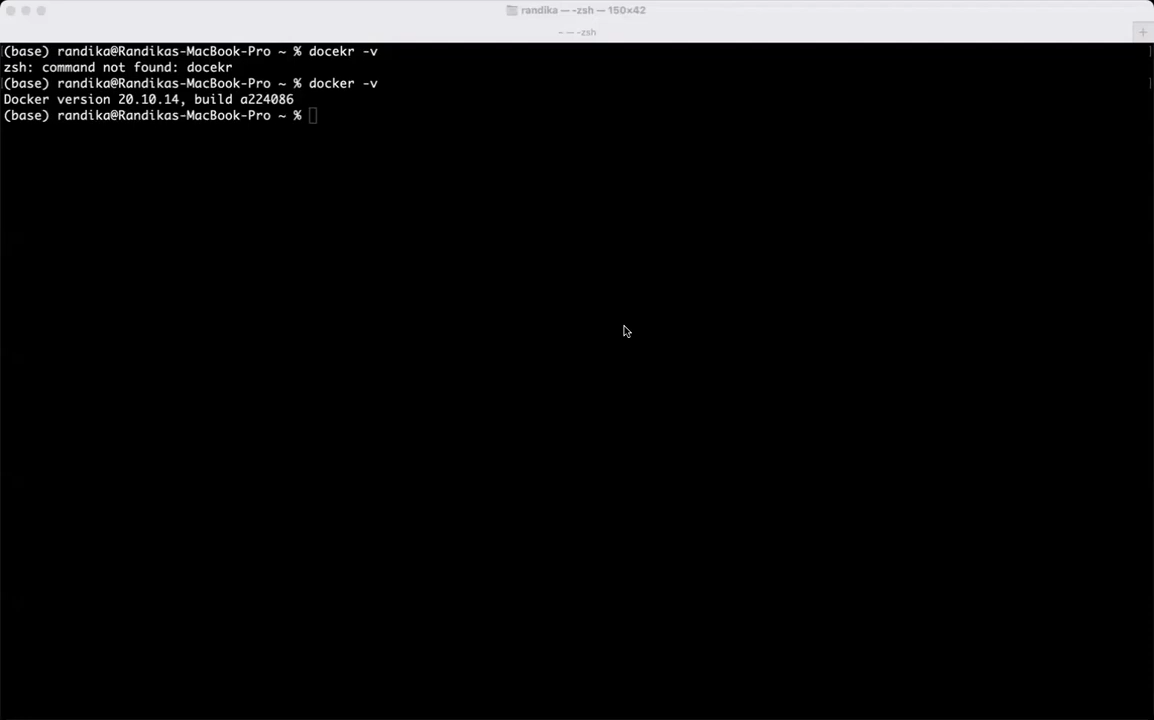 randika — -zsh — 150×42
~ — -zsh
+
(base) randika@Randikas-MacBook-Pro ~ % docekr -v
zsh: command not found: docekr
(base) randika@Randikas-MacBook-Pro ~ % docker -v
Docker version 20.10.14, build a224086
(base) randika@Randikas-MacBook-Pro ~ %